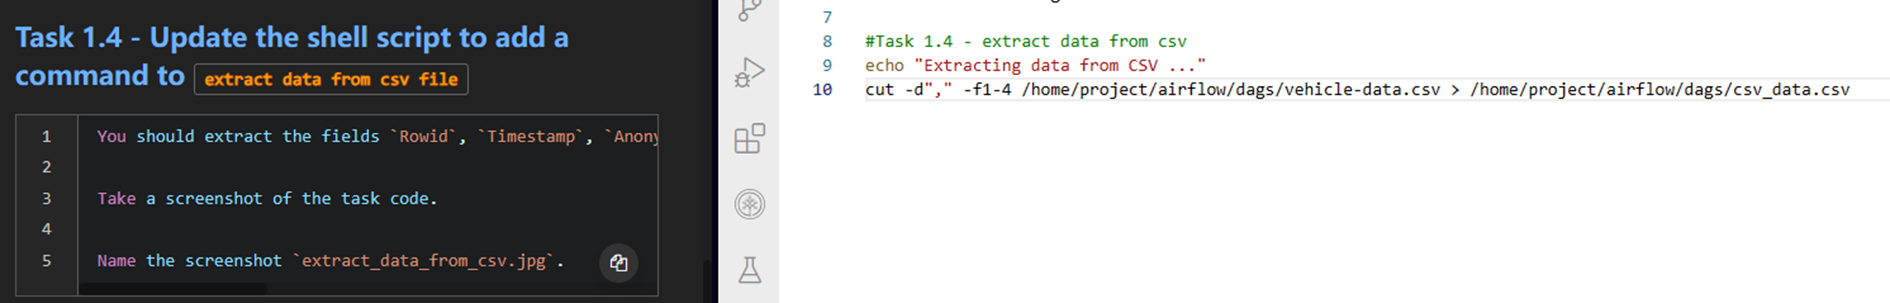 Task 1.4 - Update the shell script to add a
command to extract data from csv file
1 You should extract the fields `Rowid`, `Timestamp`, `Anony
2
3 Take a screenshot of the task code.
4
5 Name the screenshot `extract_data_from_csv.jpg`.
7
8 #Task 1.4 - extract data from csv
9 echo "Extracting data from CSV ..."
10 cut -d"," -f1-4 /home/project/airflow/dags/vehicle-data.csv > /home/project/airflow/dags/csv_data.csv